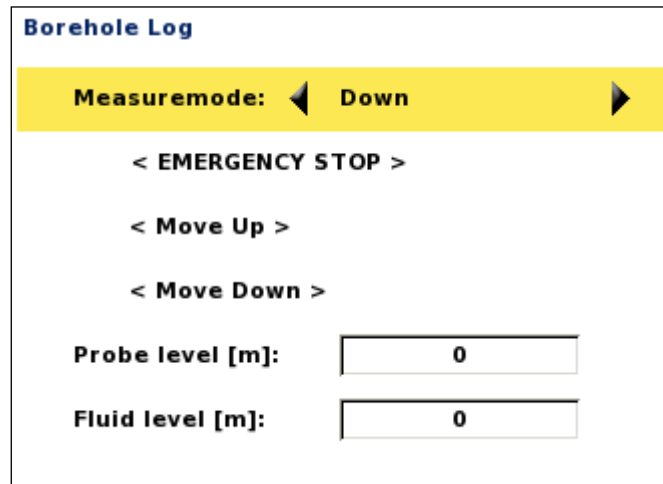 Borehole Log
Measuremode: Down
< EMERGENCY STOP >
< Move Up >
< Move Down >
Probe level [m]: 0
Fluid level [m]: 0